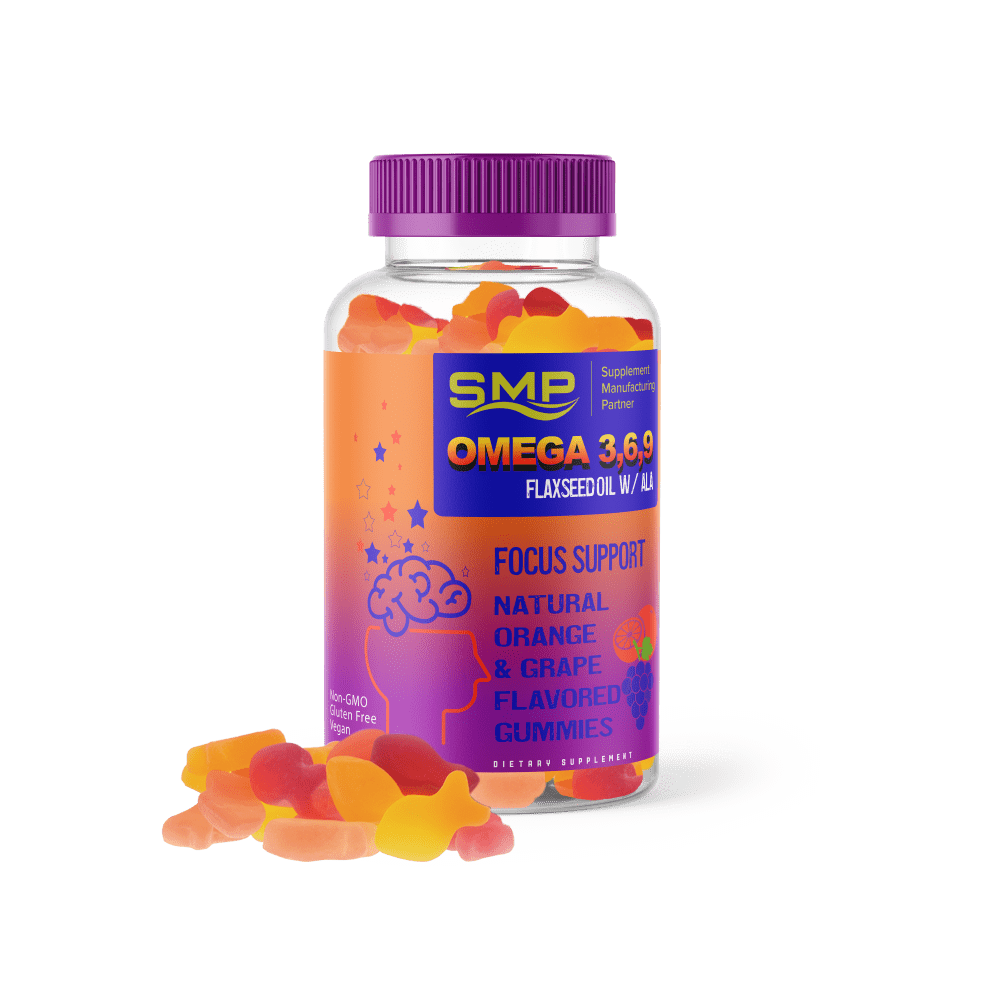 SMP
Supplement
Manufacturing
Partner
OMEGA 3,6,9
FLAXSEED OIL W/ ALA
FOCUS SUPPORT
NATURAL
ORANGE
& GRAPE
FLAVORED
GUMMIES
Non-GMO
Gluten Free
Vegan
DIETARY SUPPLEMENT